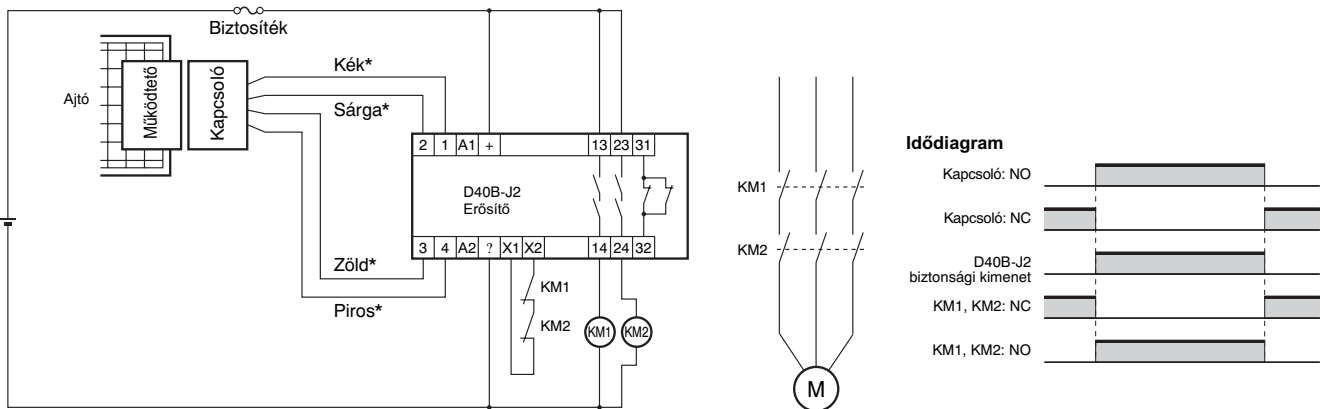 Biztosíték
Ajtó
Működtető
Kapcsoló
Kék*
Sárga*
2 1 A1 + 13 23 31
D40B-J2
Erősítő
3 4 A2 ? X1 X2 14 24 32
Zöld*
Piros*
KM1
KM2
KM1 KM2
KM1
KM2
M
Idődiagram
Kapcsoló: NO
Kapcsoló: NC
D40B-J2
biztonsági kimenet
KM1, KM2: NC
KM1, KM2: NO